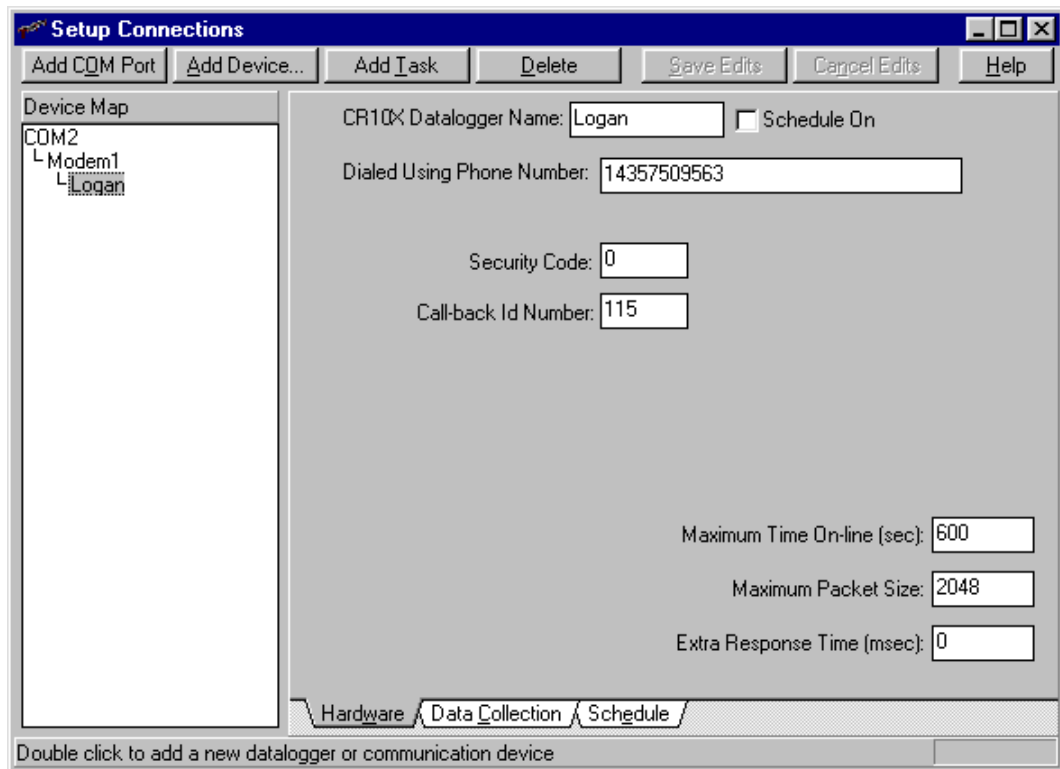 Setup Connections
Add COM Port Add Device... Add Task Delete Save Edits Cancel Edits Help
Device Map
COM2
Modem1
Logan
CR10X Datalogger Name: Logan Schedule On
Dialed Using Phone Number: 14357509563
Security Code: 0
Call-back Id Number: 115
Maximum Time On-line (sec): 600
Maximum Packet Size: 2048
Extra Response Time (msec): 0
Hardware Data Collection Schedule
Double click to add a new datalogger or communication device